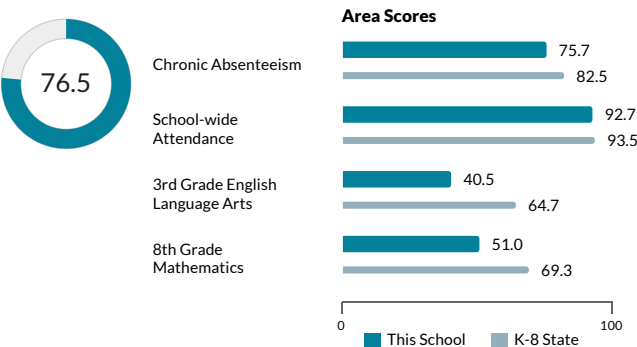 Area Scores
76.5
Chronic Absenteeism
75.7
82.5
School-wide
Attendance
92.7
93.5
3rd Grade English
Language Arts
40.5
64.7
8th Grade
Mathematics
51.0
69.3
0
100
This School
K-8 State